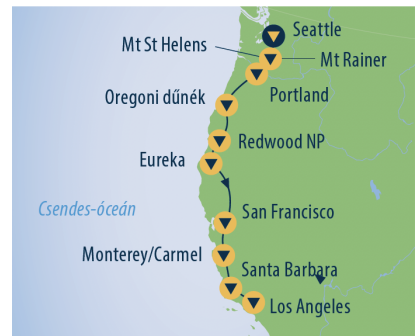 Seattle
Mt St Helens
Mt Rainer
Portland
Oregoni dűnék
Redwood NP
Eureka
Csendes-óceán
San Francisco
Monterey/Carmel
Santa Barbara
Los Angeles